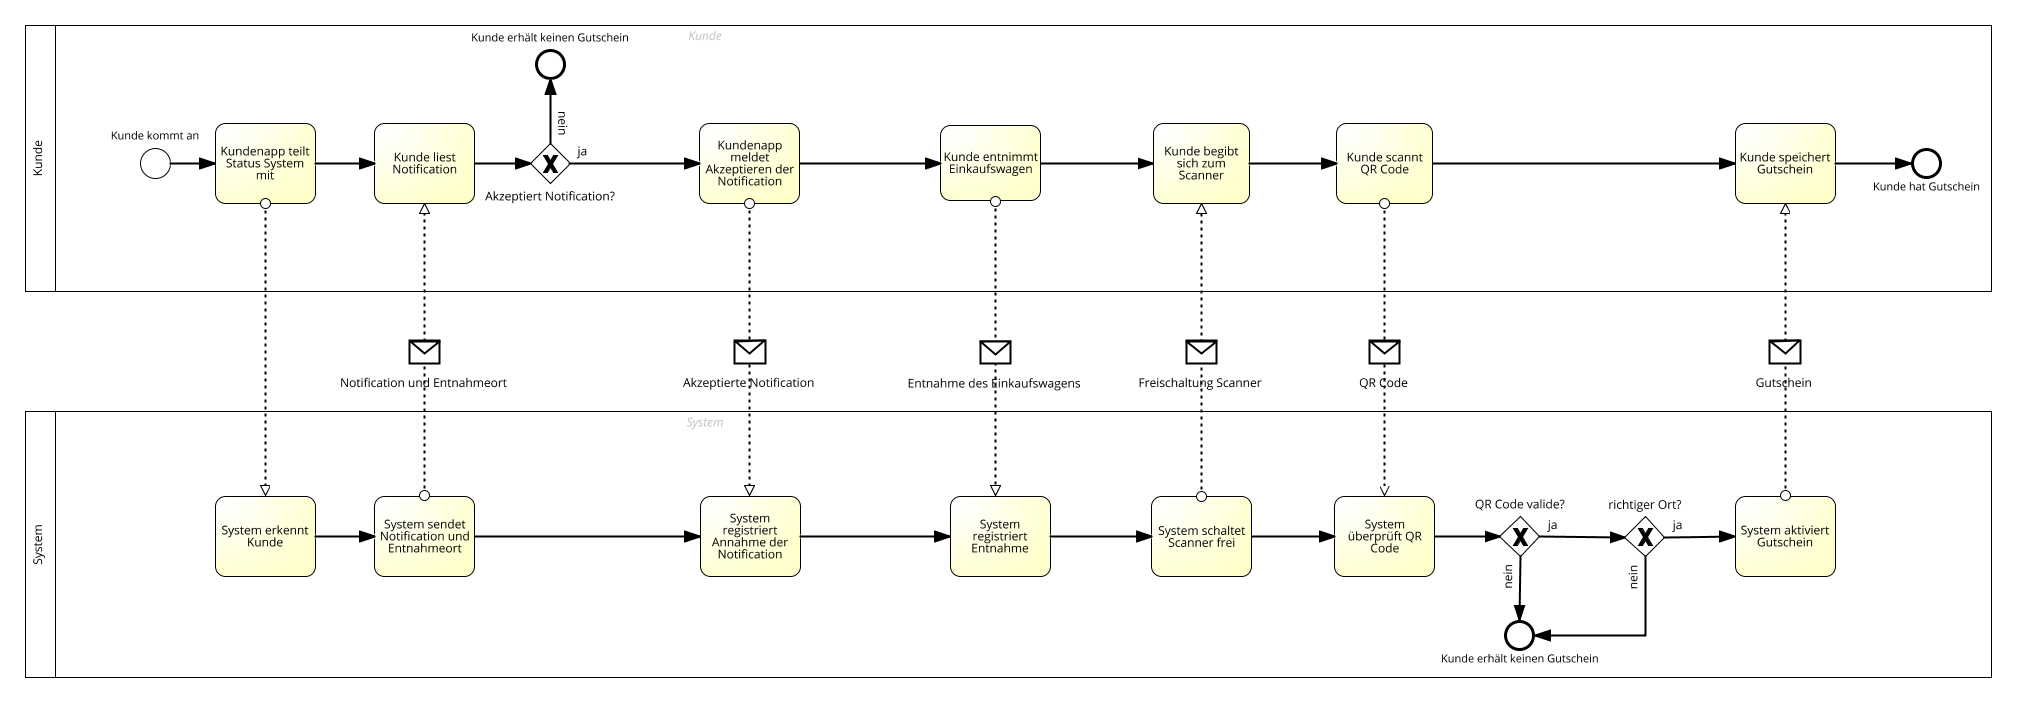 Kunde
Kunde
Kunde erhält keinen Gutschein
nein
ja
Akzeptiert Notification?
Kunde kommt an
Kundenapp teilt
Status System
mit
Kunde liest
Notification
Kundenapp
meldet
Akzeptieren der
Notification
Kunde entnimmt
Einkaufswagen
Kunde begibt
sich zum
Scanner
Kunde scannt
QR Code
Kunde speichert
Gutschein
Kunde hat Gutschein
Notification und Entnahmeort
Akzeptierte Notification
Entnahme des Einkaufswagens
Freischaltung Scanner
QR Code
Gutschein
System
System
System erkennt
Kunde
System sendet
Notification und
Entnahmeort
System
registriert
Annahme der
Notification
System
registriert
Entnahme
System schaltet
Scanner frei
System
überprüft QR
Code
QR Code valide?
ja
nein
richtiger Ort?
ja
nein
System aktiviert
Gutschein
Kunde erhält keinen Gutschein